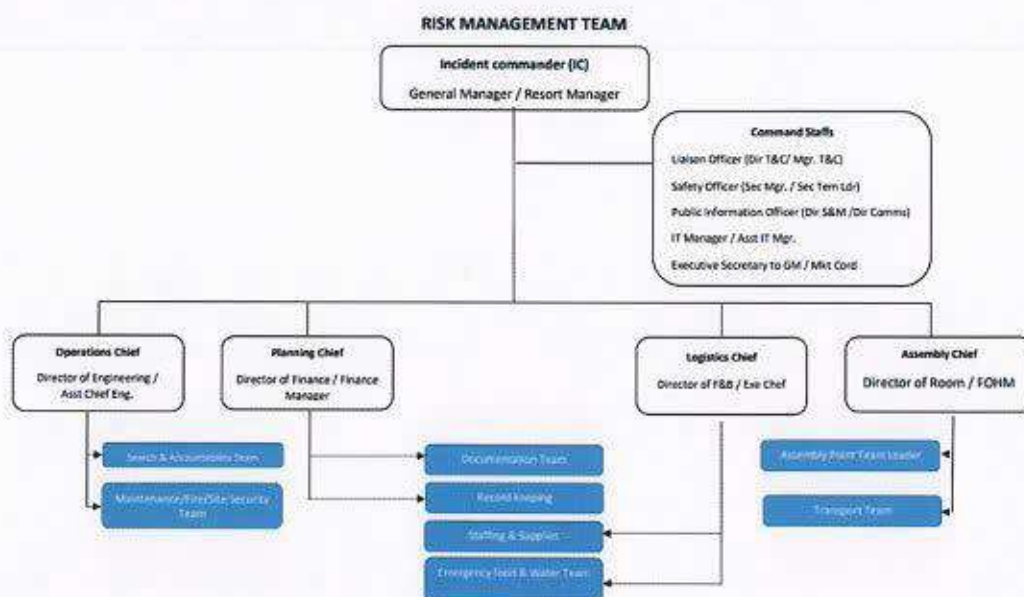 RISK MANAGEMENT TEAM
Incident commander (IC)
General Manager / Resort Manager
Command Staffs
Liaison Officer (Dir T&C/ Mgr. T&C)
Safety Officer (Sec Mgr. / Sec Tem Ldr)
Public Information Officer (Dir S&M /Dir Comms)
IT Manager / Asst IT Mgr.
Executive Secretary to GM / Mkt Cord
Operations Chief
Director of Engineering /
Asst Chief Eng.
Planning Chief
Director of Finance / Finance
Manager
Logistics Chief
Director of F&B / Exe Chef
Assembly Chief
Director of Room / FOHM
Search & Accountability Team
Maintenance/Fire/Site Security
Team
Documentation Team
Record Keeping
Staffing & Supplies
Emergency Food & Water Team
Assembly Point Team Leader
Transport Team